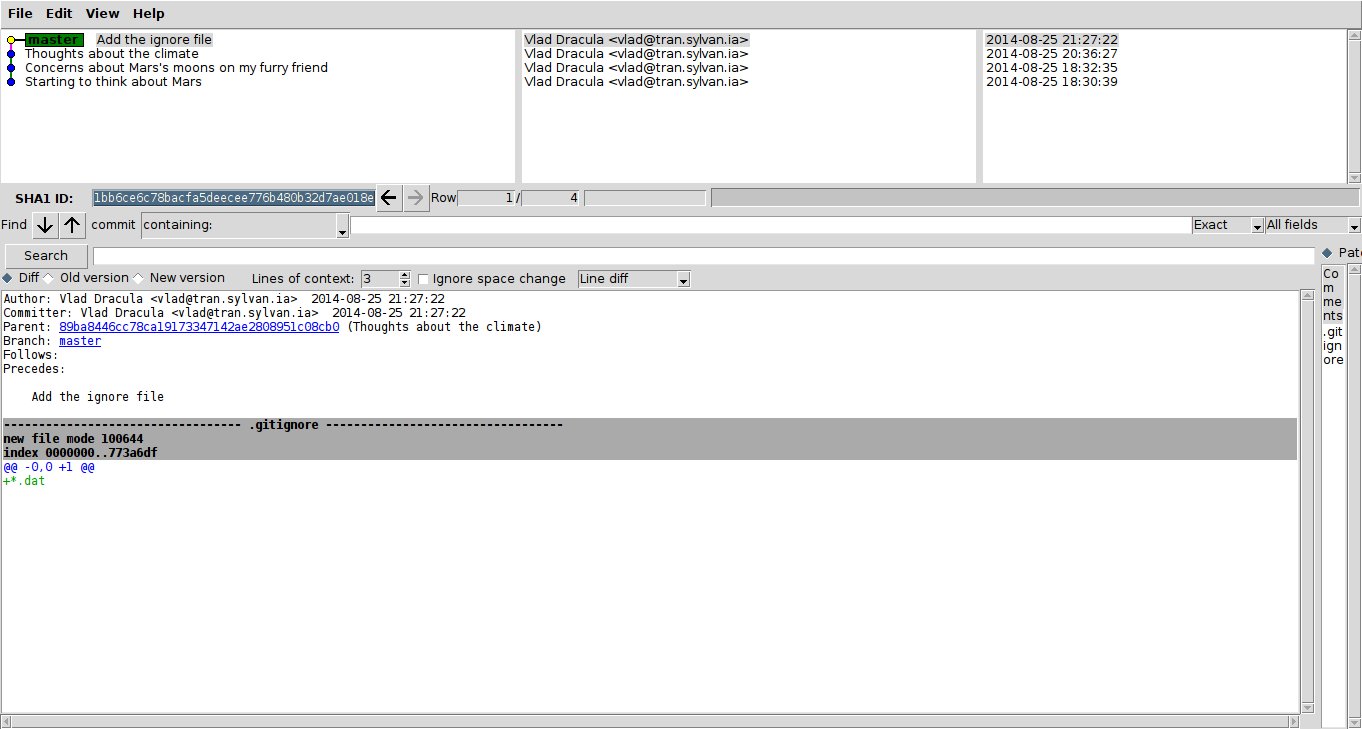 File Edit View Help
master Add the ignore file Vlad Dracula <vlad@tran.sylvan.ia> 2014-08-25 21:27:22
Thoughts about the climate Vlad Dracula <vlad@tran.sylvan.ia> 2014-08-25 20:36:27
Concerns about Mars's moons on my furry friend Vlad Dracula <vlad@tran.sylvan.ia> 2014-08-25 18:32:35
Starting to think about Mars Vlad Dracula <vlad@tran.sylvan.ia> 2014-08-25 18:30:39
SHA1 ID: 1bb6ce6c78bacfa5deecee776b480b32d7ae018e Row 1 / 4
Find commit containing: Exact All fields
Search
Diff Old version New version Lines of context: 3 Ignore space change Line diff
Author: Vlad Dracula <vlad@tran.sylvan.ia>  2014-08-25 21:27:22
Committer: Vlad Dracula <vlad@tran.sylvan.ia>  2014-08-25 21:27:22
Parent: 89ba8446cc78ca19173347142ae2808951c08cb0 (Thoughts about the climate)
Branch: master
Follows:
Precedes:
Add the ignore file
---------------------------------- .gitignore ----------------------------------
new file mode 100644
index 0000000..773a6df
@@ -0,0 +1 @@
+*.dat
Patc
Co
m
me
nts
.git
ign
ore